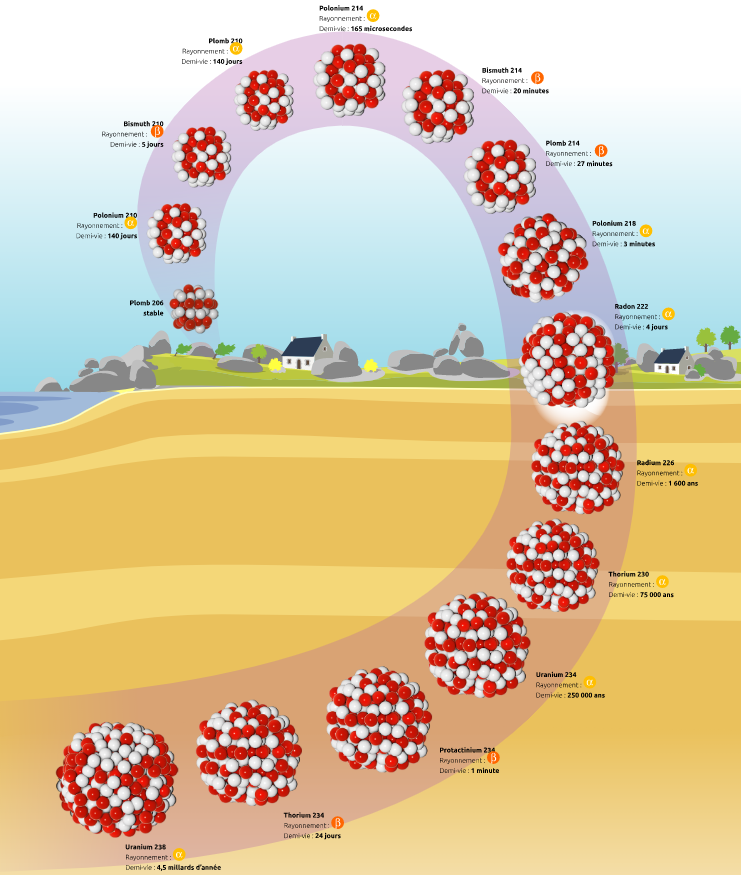 Polonium 214
Rayonnement : α
Demi-vie : 165 microsecondes
Plomb 210
Rayonnement : α
Demi-vie : 140 jours
Bismuth 214
Rayonnement : β
Demi-vie : 20 minutes
Bismuth 210
Rayonnement : β
Demi-vie : 5 jours
Plomb 214
Rayonnement : β
Demi-vie : 27 minutes
Polonium 210
Rayonnement : α
Demi-vie : 140 jours
Polonium 218
Rayonnement : α
Demi-vie : 3 minutes
Plomb 206
stable
Radon 222
Rayonnement : α
Demi-vie : 4 jours
Radium 226
Rayonnement : α
Demi-vie : 1 600 ans
Thorium 230
Rayonnement : α
Demi-vie : 75 000 ans
Uranium 234
Rayonnement : α
Demi-vie : 250 000 ans
Protactinium 234
Rayonnement : β
Demi-vie : 1 minute
Thorium 234
Rayonnement : β
Demi-vie : 24 jours
Uranium 238
Rayonnement : α
Demi-vie : 4,5 millards d'année